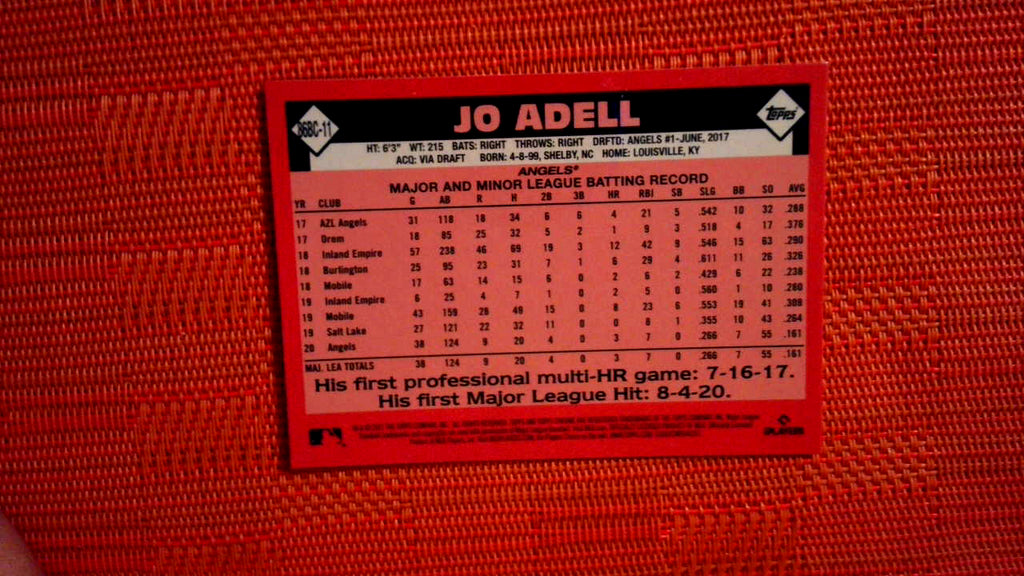 86BC-11
JO ADELL
Topps
HT: 6'3" WT: 215 BATS: RIGHT THROWS: RIGHT DRFTD: ANGELS #1-JUNE, 2017
ACQ: VIA DRAFT BORN: 4-8-99, SHELBY, NC HOME: LOUISVILLE, KY
ANGELS®
MAJOR AND MINOR LEAGUE BATTING RECORD
YR CLUB G AB R H 2B 3B HR RBI SB SLG BB SO AVG
17 AZL Angels 31 118 18 34 6 6 4 21 5 .542 10 32 .288
17 Orem 18 85 25 32 5 2 1 9 3 .518 4 17 .376
18 Inland Empire 57 238 46 69 19 3 12 42 9 .546 15 63 .290
18 Burlington 25 95 23 31 7 1 6 29 4 .611 11 26 .326
18 Mobile 17 63 14 15 6 0 2 6 2 .429 6 22 .238
19 Inland Empire 6 25 4 7 1 0 2 5 0 .560 1 10 .280
19 Mobile 43 159 28 49 15 0 8 23 6 .553 19 41 .308
19 Salt Lake 27 121 22 32 11 0 0 8 1 .355 10 43 .264
20 Angels 38 124 9 20 4 0 3 7 0 .266 7 55 .161
MAJ. LEA TOTALS 38 124 9 20 4 0 3 7 0 .266 7 55 .161
His first professional multi-HR game: 7-16-17.
His first Major League Hit: 8-4-20.